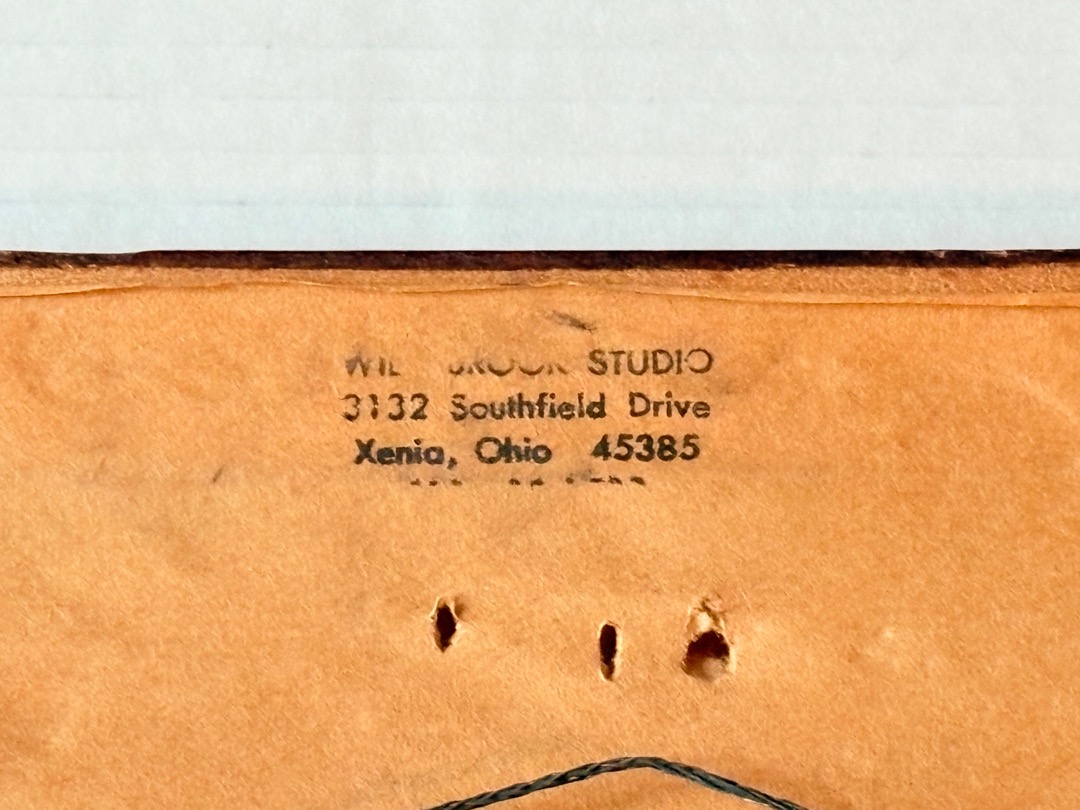 STUDIO
3132 Southfield Drive
Xenia, Ohio 45385